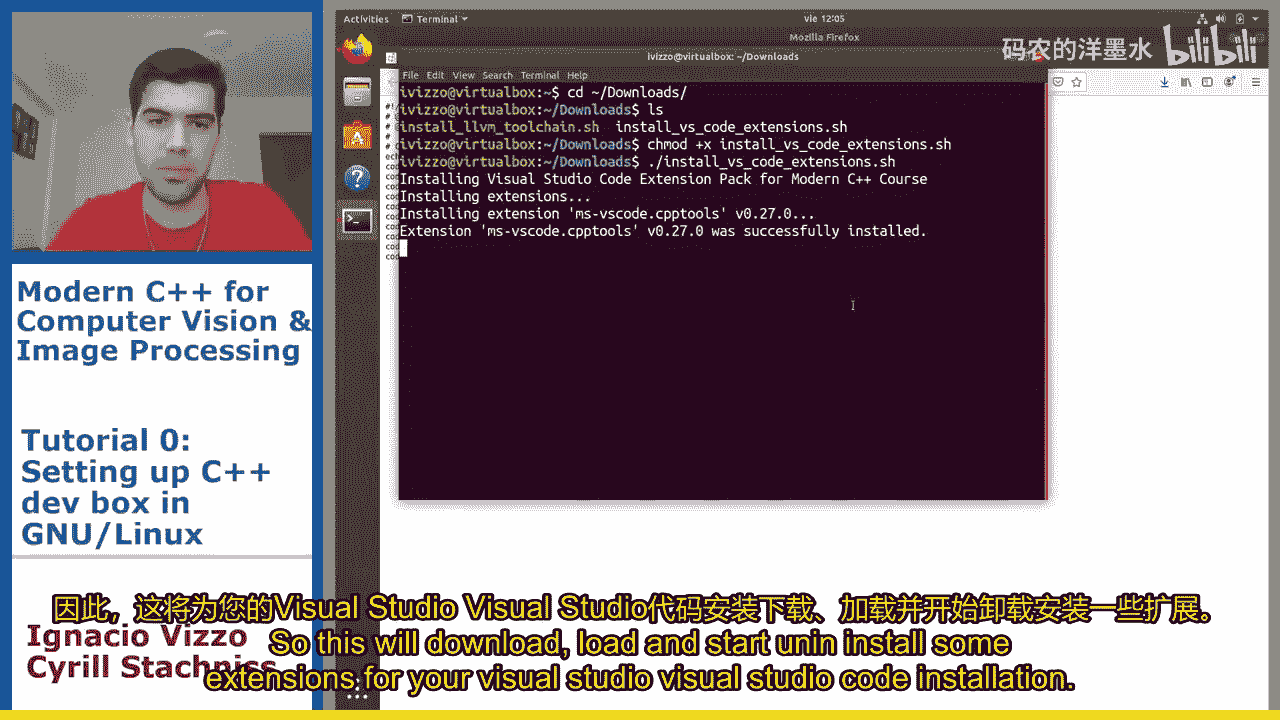 Activities
Terminal
vie 12:05
Mozilla Firefox
ivizzo@virtualbox: ~/Downloads
码农的洋墨水 bilibili
File Edit View Search Terminal Help
ivizzo@virtualbox:~$ cd ~/Downloads/
ivizzo@virtualbox:~/Downloads$ ls
install_llvm_toolchain.sh install_vs_code_extensions.sh
ivizzo@virtualbox:~/Downloads$ chmod +x install_vs_code_extensions.sh
ivizzo@virtualbox:~/Downloads$ ./install_vs_code_extensions.sh
Installing Visual Studio Code Extension Pack for Modern C++ Course
Installing extensions...
Installing extension 'ms-vscode.cpptools' v0.27.0...
Extension 'ms-vscode.cpptools' v0.27.0 was successfully installed.
Modern C++ for
Computer Vision &
Image Processing
Tutorial 0:
Setting up C++
dev box in
GNU/Linux
Ignacio Vizzo
Cyrill Stachniss
因此，这将为您的Visual Studio Visual Studio代码安装下载、加载并开始卸载安装一些扩展。
So this will download, load and start unin install some
extensions for your visual studio visual studio code installation.